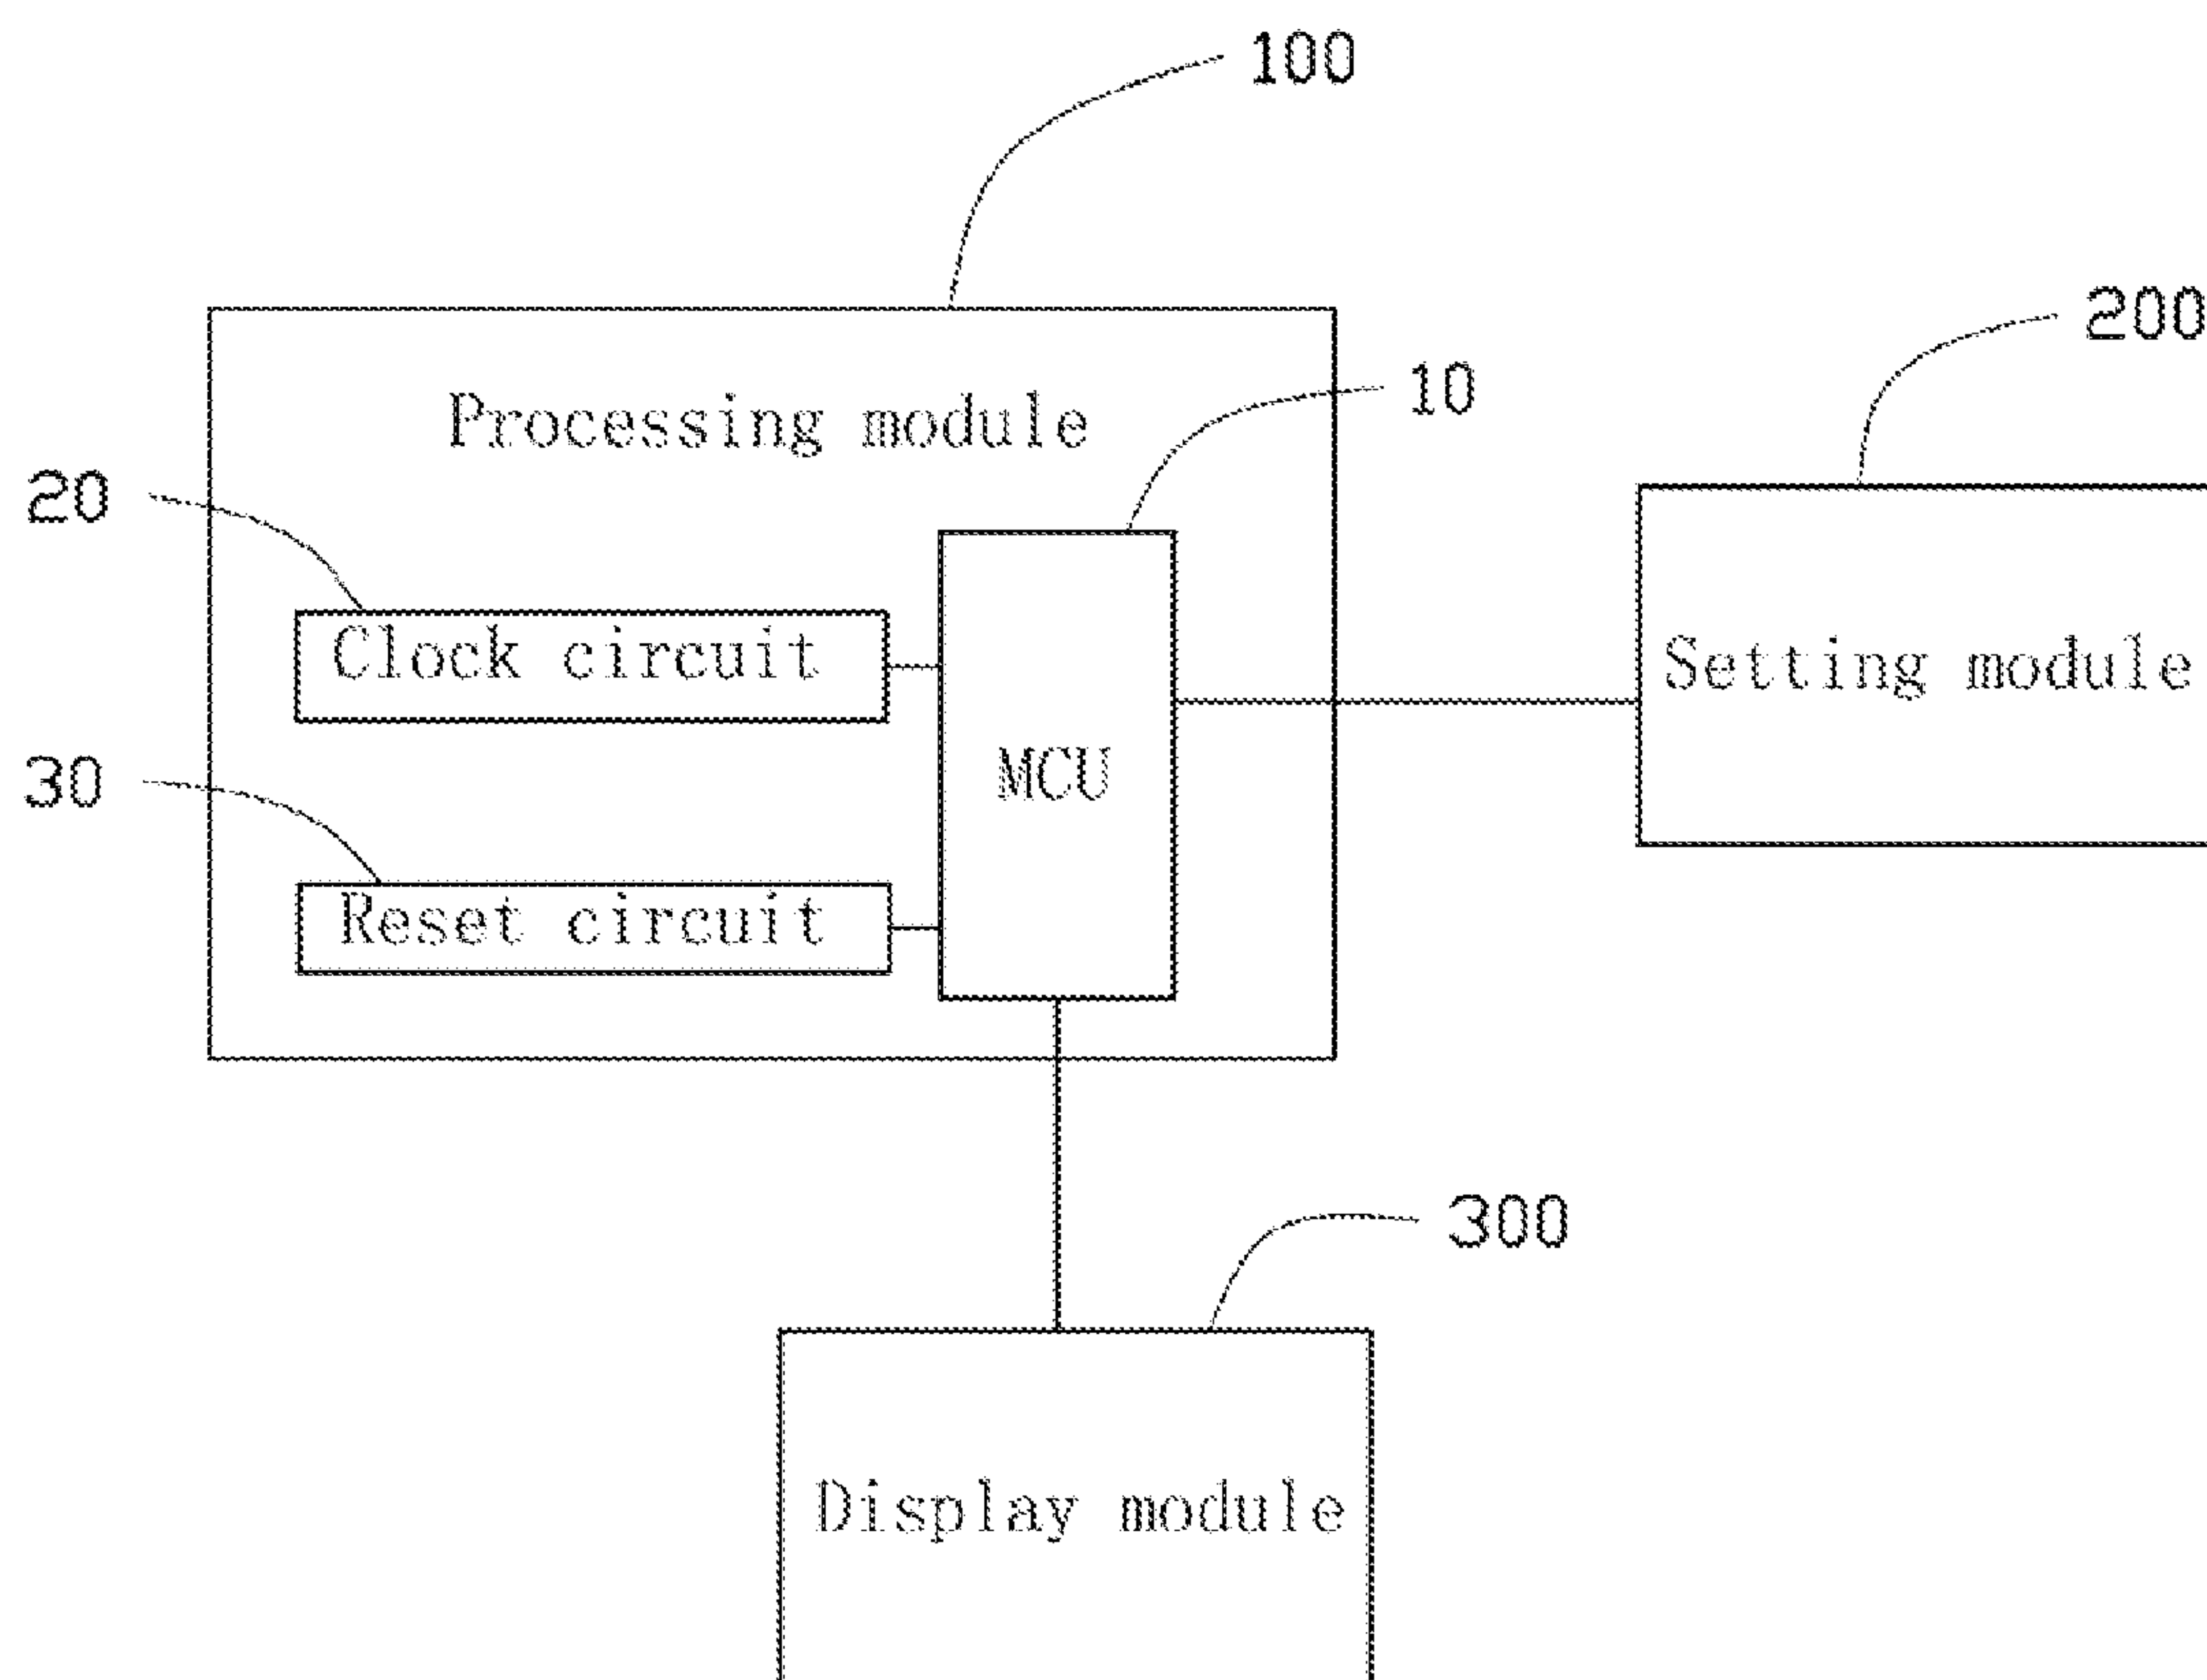 100
200
Processing module
10
20
Clock circuit
Setting module
MCU
30
Reset circuit
300
Display module